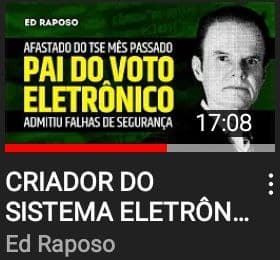 ED RAPOSO
AFASTADO DO TSE MÊS PASSADO
PAI DO VOTO
ELETRÔNICO
ADMITIU FALHAS DE SEGURANÇA
17:08
CRIADOR DO
SISTEMA ELETRÔN...
Ed Raposo